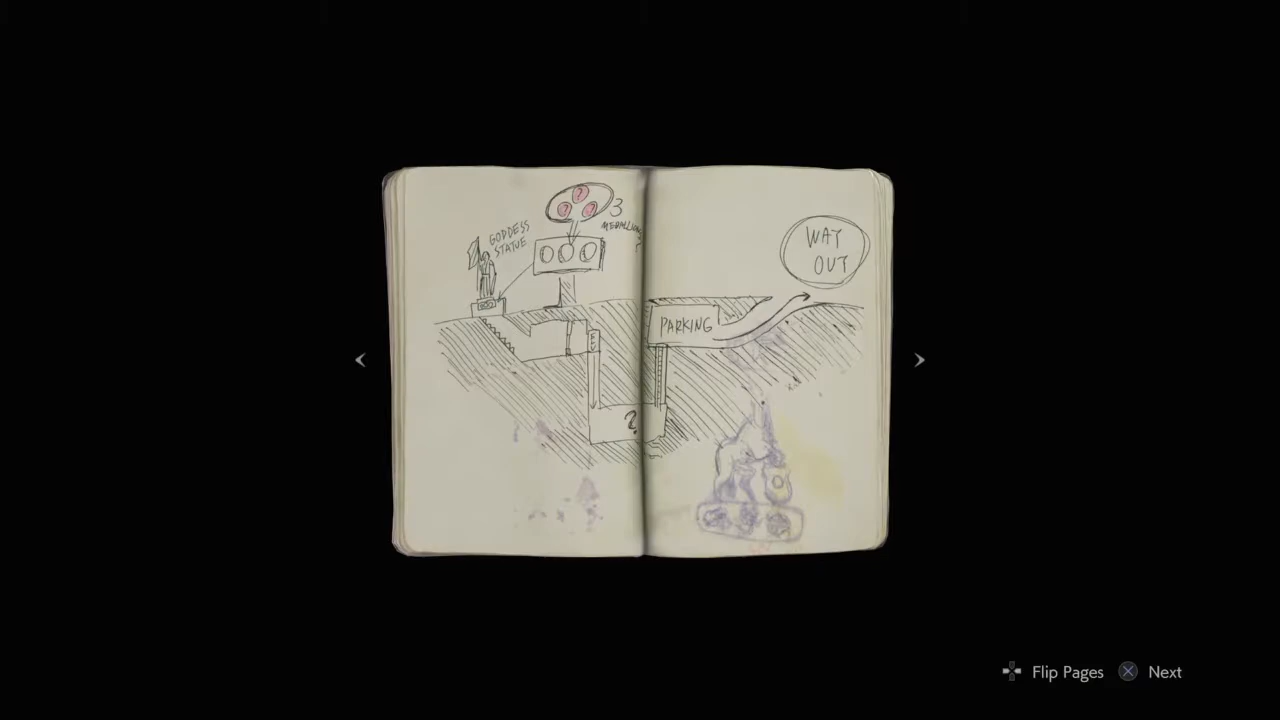 3
MEDALLIONS
?
GODDESS
STATUE
? ? ?
WAY
OUT
PARKING
?
Flip Pages
Next